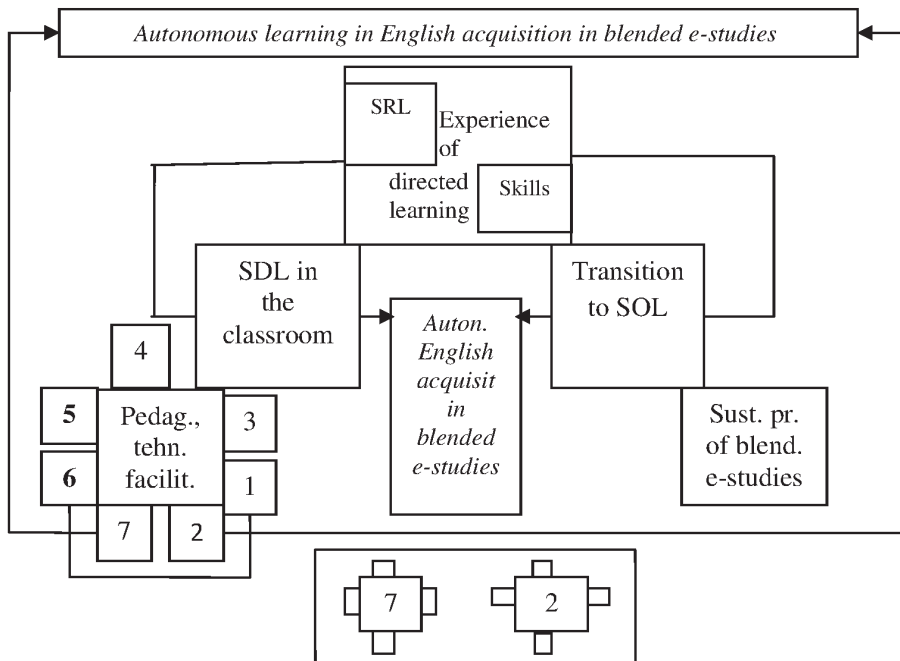 Autonomous learning in English acquisition in blended e-studies
SRL
Experience
of
directed
learning
Skills
SDL in
the
classroom
Transition
to SOL
Auton.
English
acquisit
in
blended
e-studies
4
5
Pedag.,
tehn.
facilit.
3
6
1
7
2
Sust. pr.
of blend.
e-studies
7
2